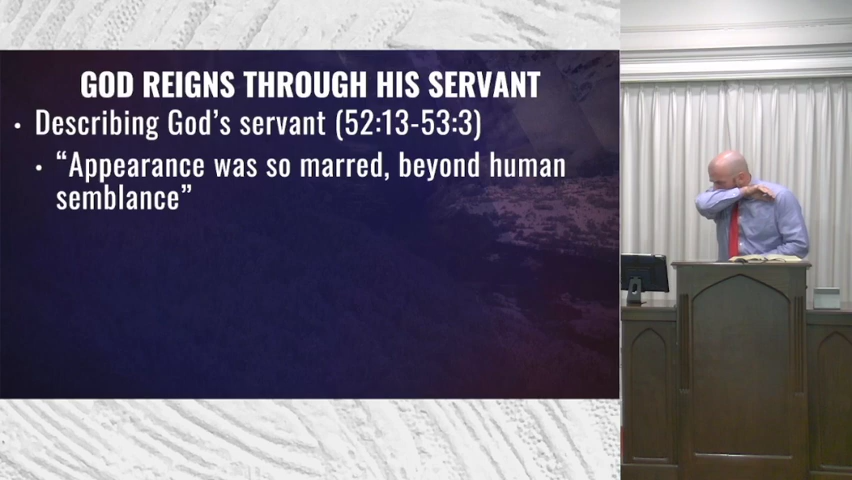 GOD REIGNS THROUGH HIS SERVANT
• Describing God’s servant (52:13-53:3)
• “Appearance was so marred, beyond human
semblance”